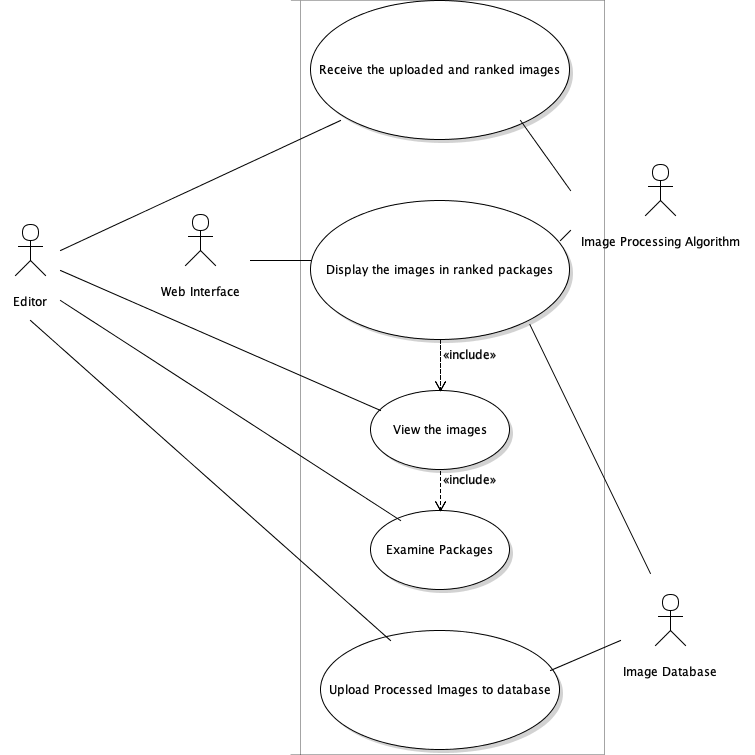 Receive the uploaded and ranked images
Image Processing Algorithm
Web Interface
Editor
Display the images in ranked packages
«include»
View the images
«include»
Examine Packages
Image Database
Upload Processed Images to database